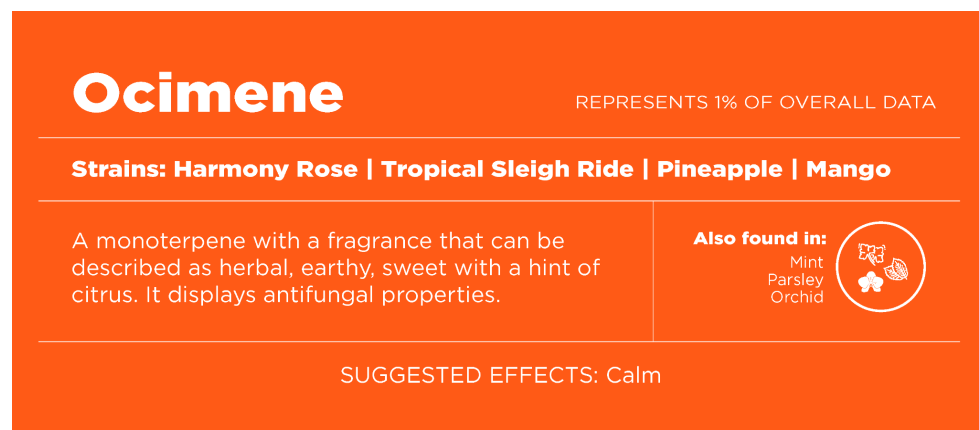 Ocimene
REPRESENTS 1% OF OVERALL DATA
Strains: Harmony Rose | Tropical Sleigh Ride | Pineapple | Mango
A monoterpene with a fragrance that can be
described as herbal, earthy, sweet with a hint of
citrus. It displays antifungal properties.
Also found in:
Mint
Parsley
Orchid
SUGGESTED EFFECTS: Calm